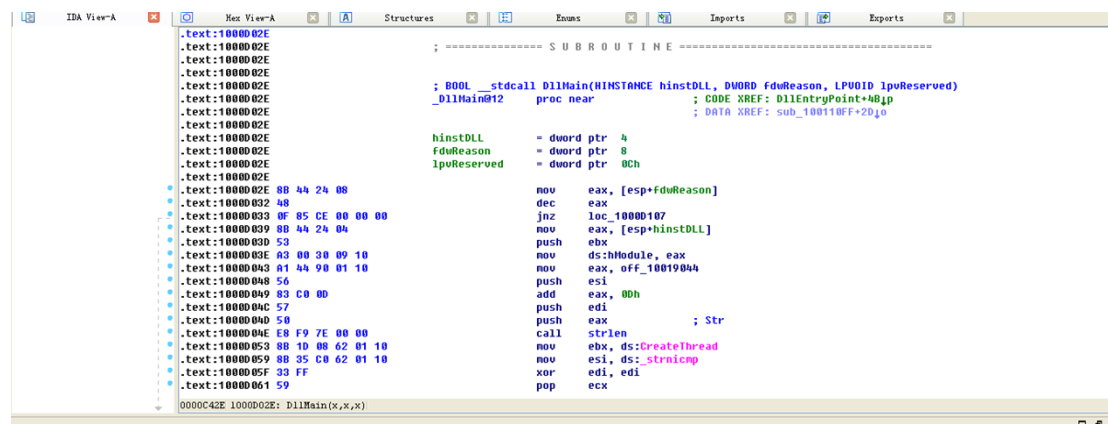 IDA View-A Hex View-A Structures Enums Imports Exports
.text:1000D02E
.text:1000D02E ; =============== S U B R O U T I N E =======================================
.text:1000D02E
.text:1000D02E
.text:1000D02E ; BOOL __stdcall DllMain(HINSTANCE hinstDLL, DWORD fdwReason, LPVOID lpvReserved)
.text:1000D02E _DllMain@12 proc near ; CODE XREF: DllEntryPoint+4B↓p
.text:1000D02E ; DATA XREF: sub_100110FF+2D↓o
.text:1000D02E
.text:1000D02E hinstDLL = dword ptr 4
.text:1000D02E fdwReason = dword ptr 8
.text:1000D02E lpvReserved = dword ptr 0Ch
.text:1000D02E
.text:1000D02E 8B 44 24 08 mov eax, [esp+fdwReason]
.text:1000D032 48 dec eax
.text:1000D033 0F 85 CE 00 00 00 jnz loc_1000D107
.text:1000D039 8B 44 24 04 mov eax, [esp+hinstDLL]
.text:1000D03D 53 push ebx
.text:1000D03E A3 00 30 09 10 mov ds:hModule, eax
.text:1000D043 A1 44 90 01 10 mov eax, off_10019044
.text:1000D048 56 push esi
.text:1000D049 83 C0 0D add eax, 0Dh
.text:1000D04C 57 push edi
.text:1000D04D 50 push eax ; Str
.text:1000D04E E8 F9 7E 00 00 call strlen
.text:1000D053 8B 1D 08 62 01 10 mov ebx, ds:CreateThread
.text:1000D059 8B 35 C0 62 01 10 mov esi, ds:_strnicmp
.text:1000D05F 33 FF xor edi, edi
.text:1000D061 59 pop ecx
0000C42E 1000D02E: DllMain(x,x,x)